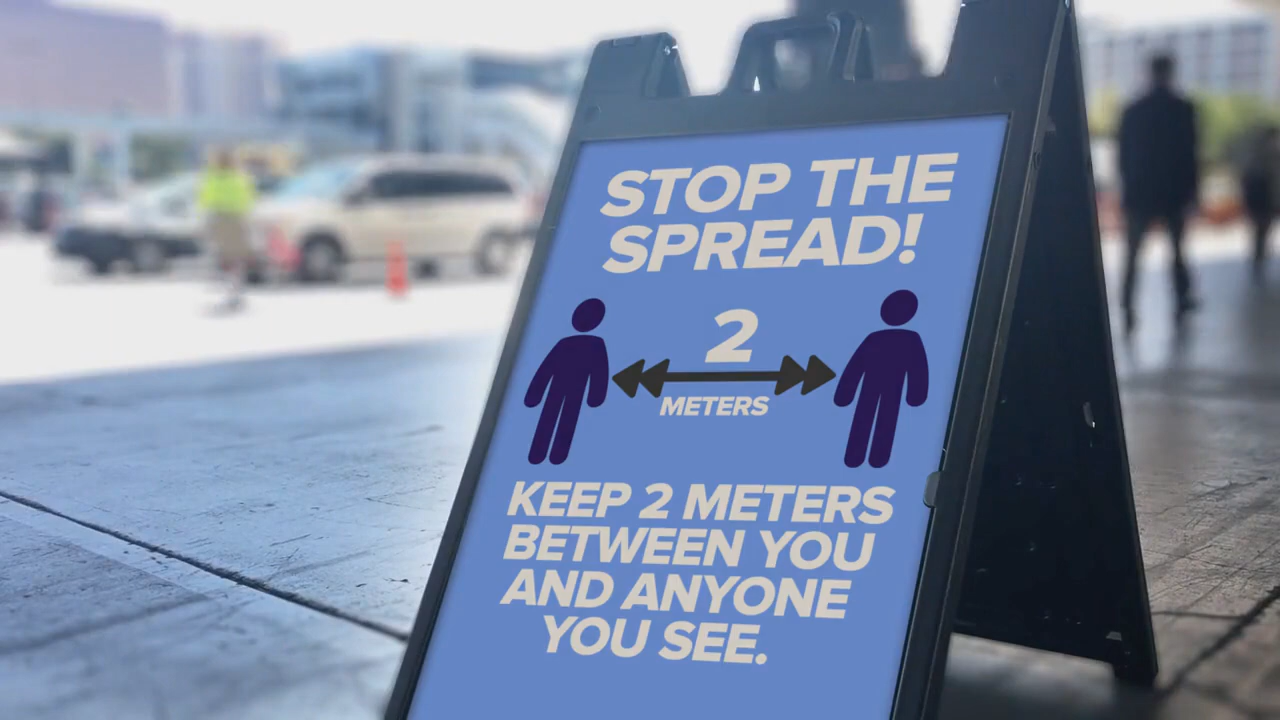 STOP THE
SPREAD!
2
METERS
KEEP 2 METERS
BETWEEN YOU
AND ANYONE
YOU SEE.